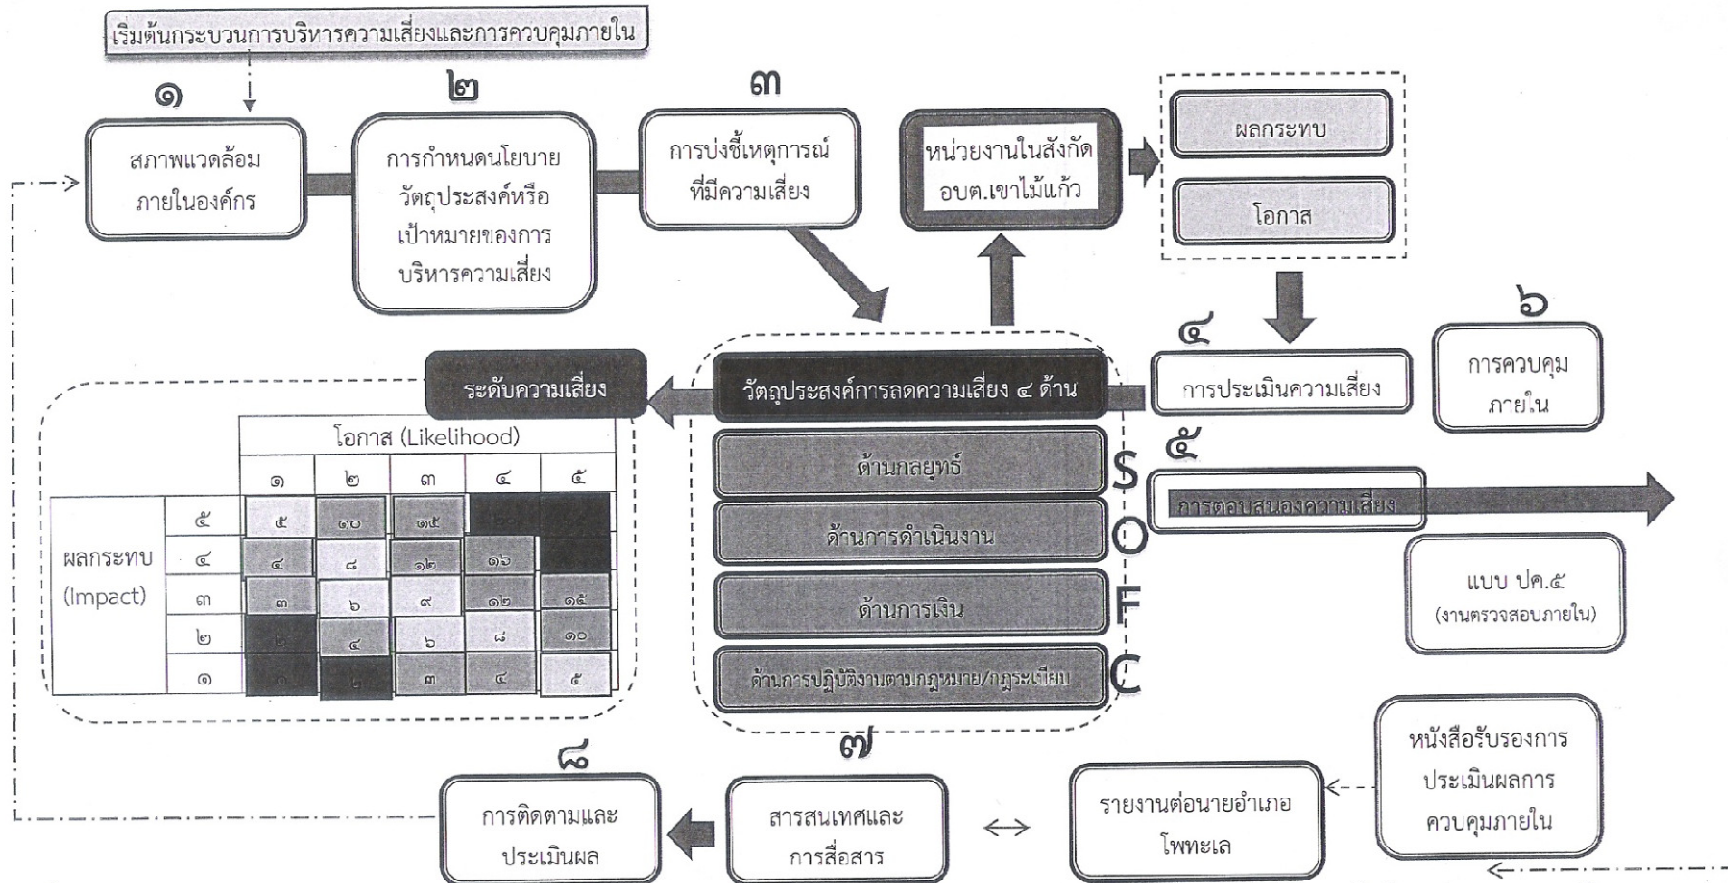 เริ่มต้นกระบวนการบริหารความเสี่ยงและการควบคุมภายใน
๑
สภาพแวดล้อม
ภายในองค์กร
๒
การกำหนดนโยบาย
วัตถุประสงค์หรือ
เป้าหมายของการ
บริหารความเสี่ยง
๓
การบ่งชี้เหตุการณ์
ที่มีความเสี่ยง
หน่วยงานในสังกัด
อบต.เขาไม้แก้ว
ผลกระทบ
โอกาส
๔
การประเมินความเสี่ยง
๖
การควบคุม
ภายใน
ระดับความเสี่ยง
วัตถุประสงค์การลดความเสี่ยง ๔ ด้าน
ด้านกลยุทธ์ S
ด้านการดำเนินงาน O
ด้านการเงิน F
ด้านการปฏิบัติงานตามกฎหมาย/กฎระเบียบ C
๕
การตอบสนองความเสี่ยง
แบบ ปค.๕
(งานตรวจสอบภายใน)
โอกาส (Likelihood)
๑ ๒ ๓ ๔ ๕
ผลกระทบ
(Impact)
๕ ๕ ๑๐ ๑๕
๔ ๔ ๘ ๑๒ ๑๖
๓ ๓ ๖ ๙ ๑๒ ๑๕
๒ ๒ ๔ ๖ ๘ ๑๐
๑ ๑ ๒ ๓ ๔ ๕
หนังสือรับรองการ
ประเมินผลการ
ควบคุมภายใน
รายงานต่อนายอำเภอ
โพทะเล
๗
สารสนเทศและ
การสื่อสาร
๘
การติดตามและ
ประเมินผล